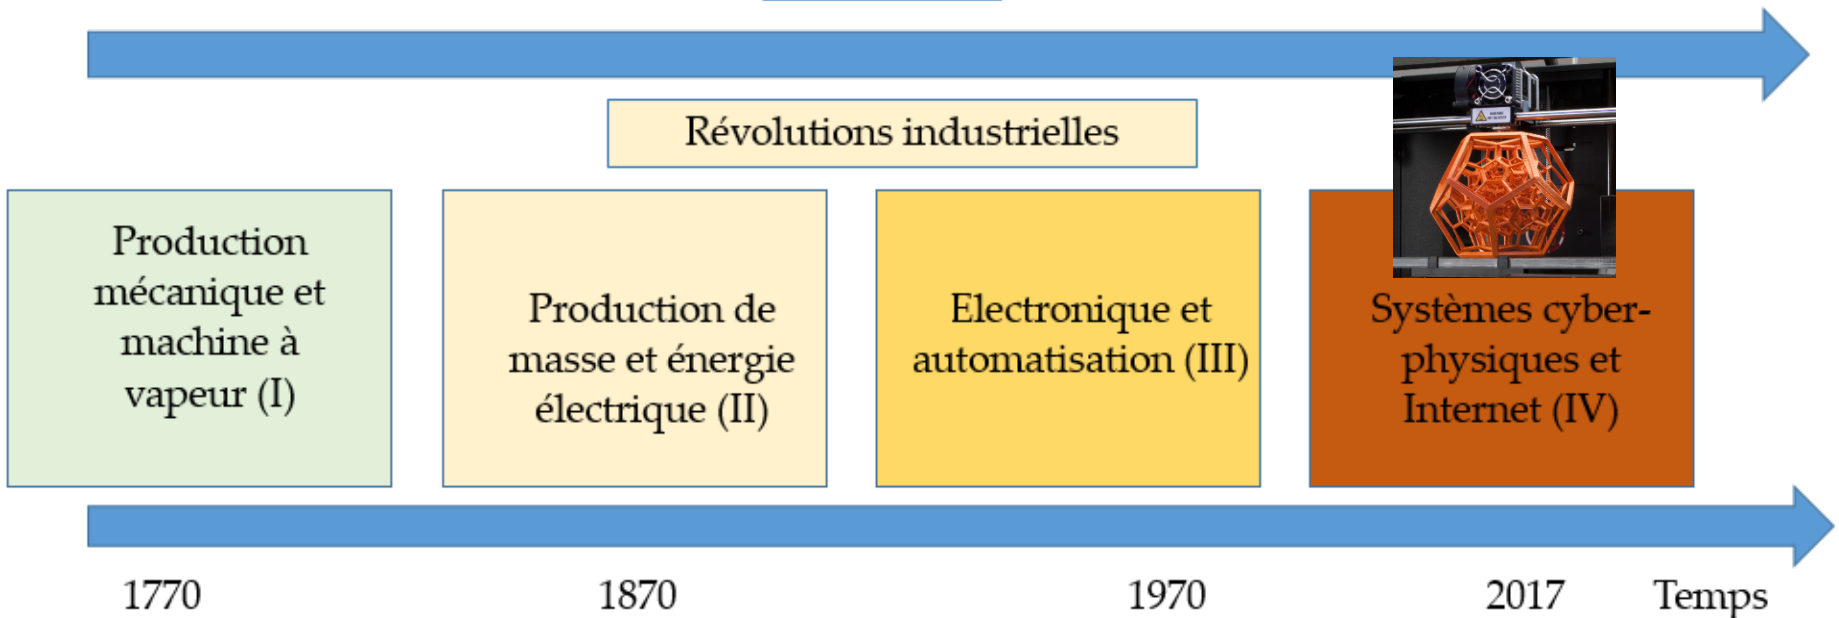 Révolutions industrielles
Production
mécanique et
machine à
vapeur (I)
Production de
masse et énergie
électrique (II)
Electronique et
automatisation (III)
Systèmes cyber-
physiques et
Internet (IV)
1770
1870
1970
2017
Temps